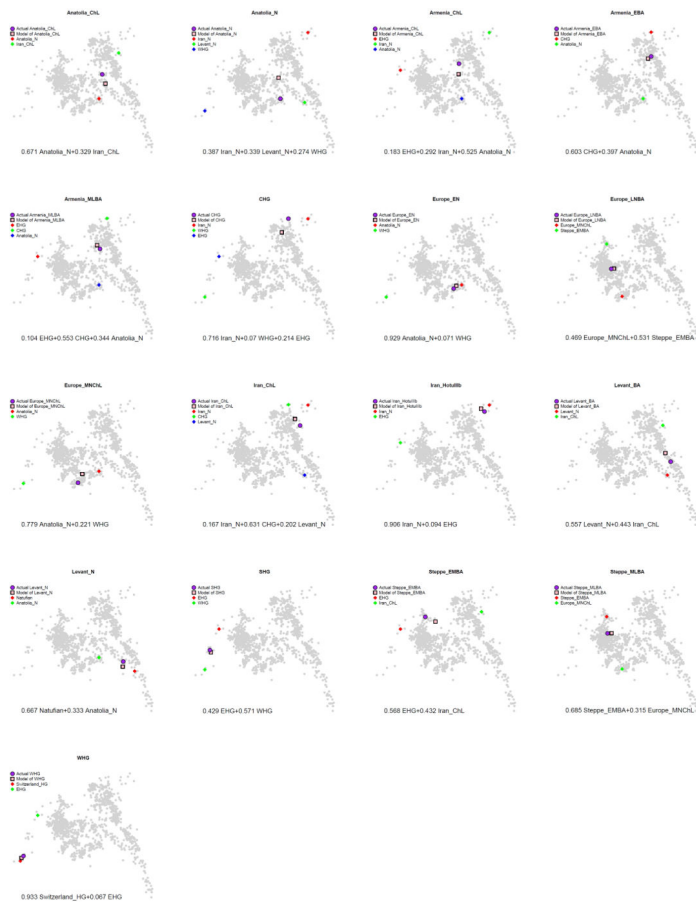 Anatolia_ChL
Actual Anatolia_ChL
Model of Anatolia_ChL
Anatolia_N
Iran_ChL
0.671 Anatolia_N+0.329 Iran_ChL
Anatolia_N
Actual Anatolia_N
Model of Anatolia_N
Iran_N
Levant_N
WHG
0.387 Iran_N+0.339 Levant_N+0.274 WHG
Armenia_ChL
Actual Armenia_ChL
Model of Armenia_ChL
EHG
Iran_N
Anatolia_N
0.183 EHG+0.292 Iran_N+0.525 Anatolia_N
Armenia_EBA
Actual Armenia_EBA
Model of Armenia_EBA
CHG
Anatolia_N
0.603 CHG+0.397 Anatolia_N
Armenia_MLBA
Actual Armenia_MLBA
Model of Armenia_MLBA
EHG
CHG
Anatolia_N
0.104 EHG+0.553 CHG+0.344 Anatolia_N
CHG
Actual CHG
Model of CHG
Iran_N
WHG
EHG
0.716 Iran_N+0.07 WHG+0.214 EHG
Europe_EN
Actual Europe_EN
Model of Europe_EN
Anatolia_N
WHG
0.929 Anatolia_N+0.071 WHG
Europe_LNBA
Actual Europe_LNBA
Model of Europe_LNBA
Europe_MNChL
Steppe_EMBA
0.469 Europe_MNChL+0.531 Steppe_EMBA
Europe_MNChL
Actual Europe_MNChL
Model of Europe_MNChL
Anatolia_N
WHG
0.779 Anatolia_N+0.221 WHG
Iran_ChL
Actual Iran_ChL
Model of Iran_ChL
Iran_N
CHG
Levant_N
0.167 Iran_N+0.631 CHG+0.202 Levant_N
Iran_HotuIIIb
Actual Iran_HotuIIIb
Model of Iran_HotuIIIb
Iran_N
EHG
0.906 Iran_N+0.094 EHG
Levant_BA
Actual Levant_BA
Model of Levant_BA
Levant_N
Iran_ChL
0.557 Levant_N+0.443 Iran_ChL
Levant_N
Actual Levant_N
Model of Levant_N
Natufian
Anatolia_N
0.667 Natufian+0.333 Anatolia_N
SHG
Actual SHG
Model of SHG
EHG
WHG
0.429 EHG+0.571 WHG
Steppe_EMBA
Actual Steppe_EMBA
Model of Steppe_EMBA
EHG
Iran_ChL
0.568 EHG+0.432 Iran_ChL
Steppe_MLBA
Actual Steppe_MLBA
Model of Steppe_MLBA
Steppe_EMBA
Europe_MNChL
0.685 Steppe_EMBA+0.315 Europe_MNChL
WHG
Actual WHG
Model of WHG
Switzerland_HG
EHG
0.933 Switzerland_HG+0.067 EHG